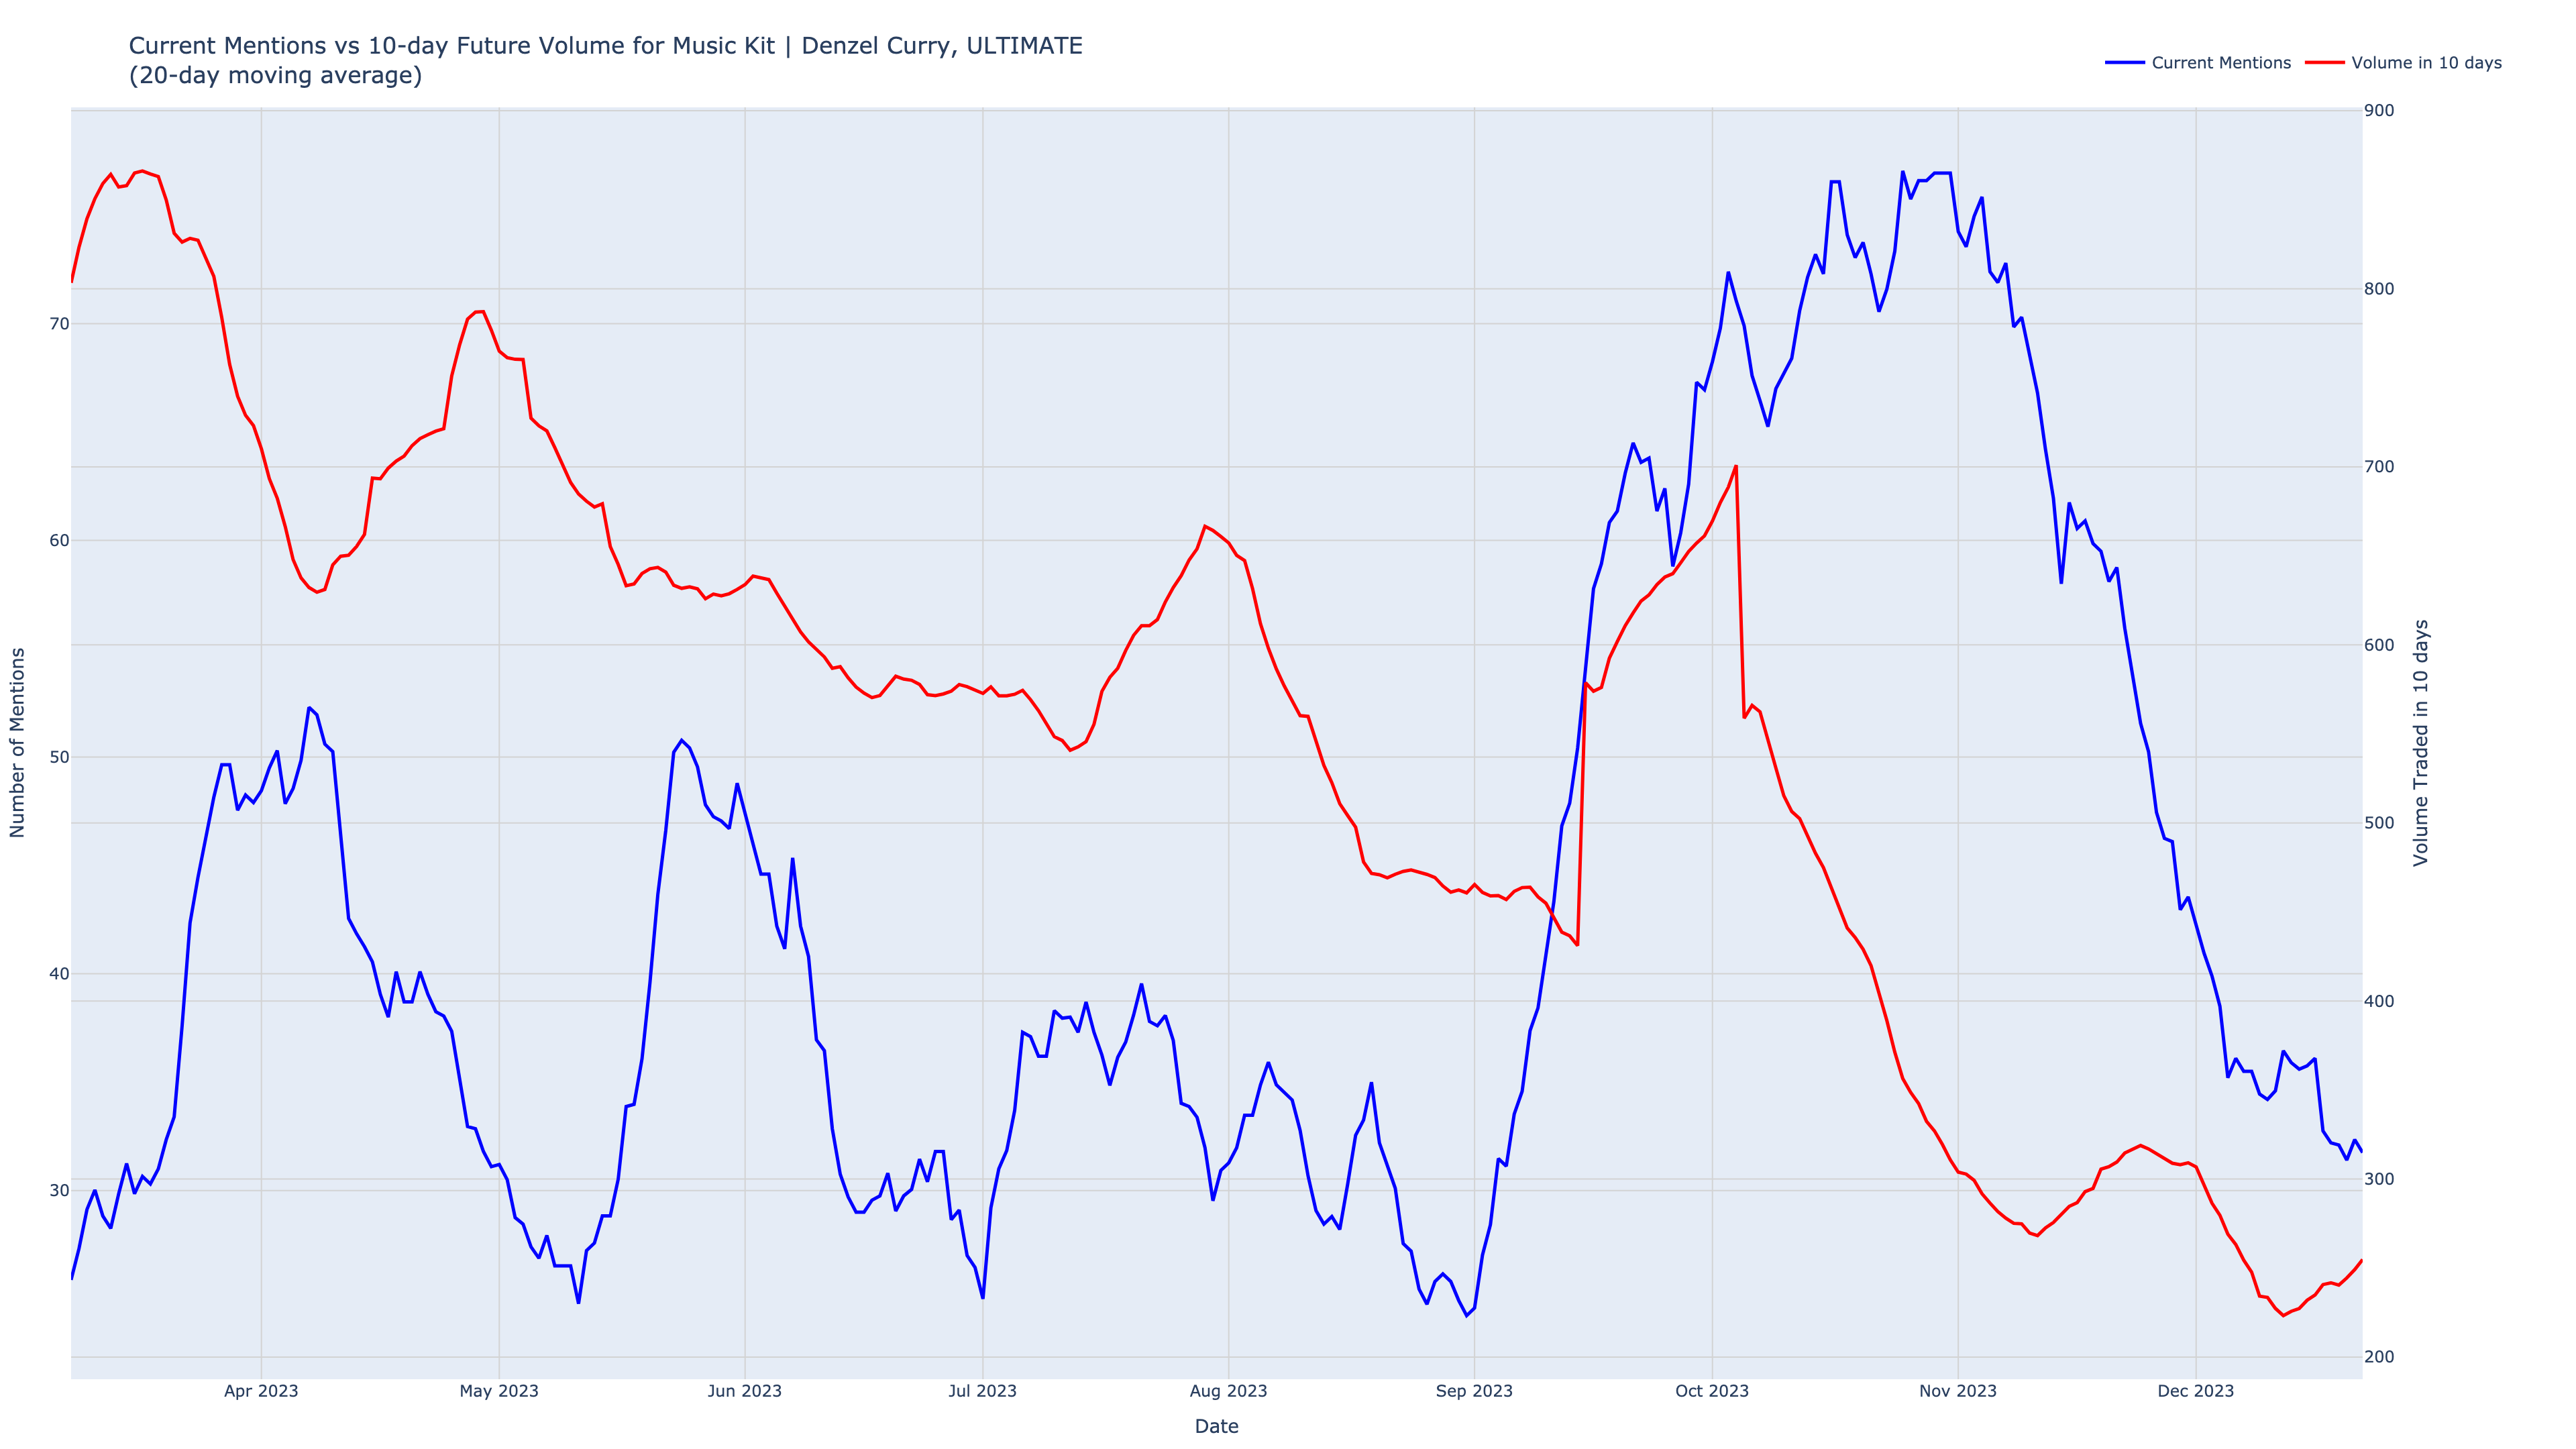 Current Mentions vs 10-day Future Volume for Music Kit | Denzel Curry, ULTIMATE
(20-day moving average)
Current Mentions
Volume in 10 days
Number of Mentions
70
60
50
40
30
900
800
700
600
500
400
300
200
Volume Traded in 10 days
Apr 2023
May 2023
Jun 2023
Jul 2023
Aug 2023
Sep 2023
Oct 2023
Nov 2023
Dec 2023
Date